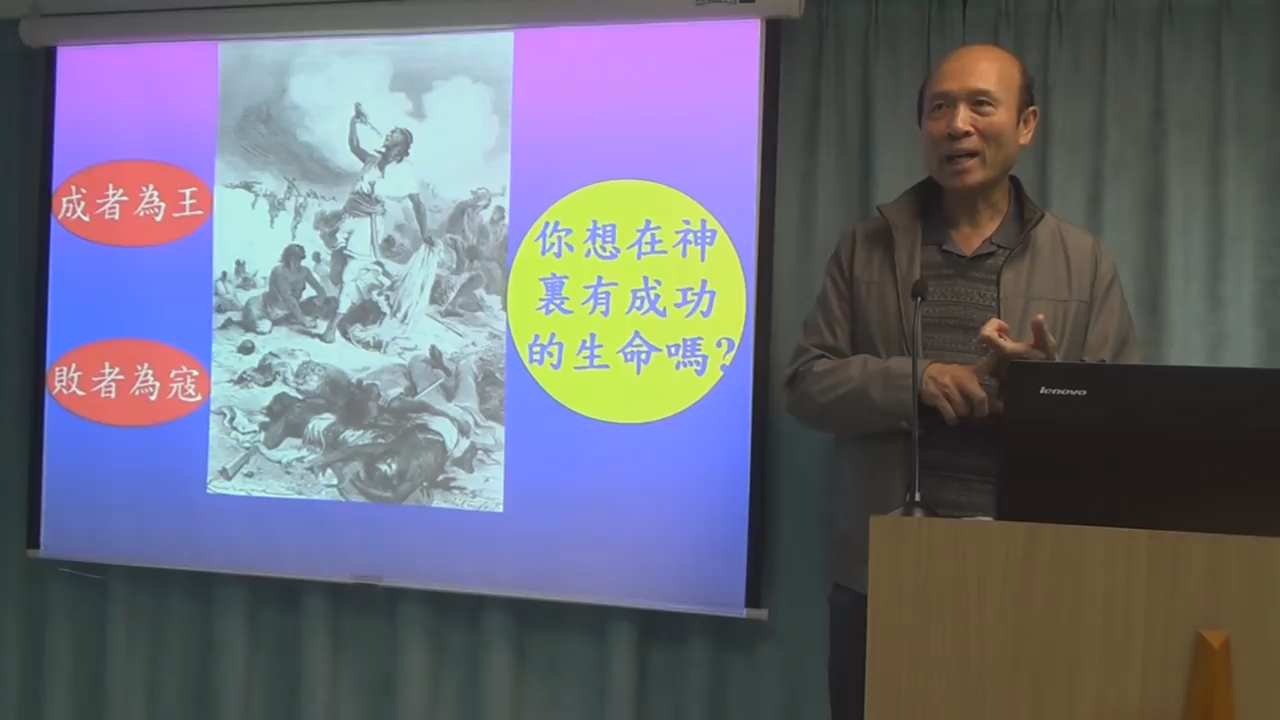 成者為王
敗者為寇
你想在神
裏有成功
的生命嗎?
lenovo